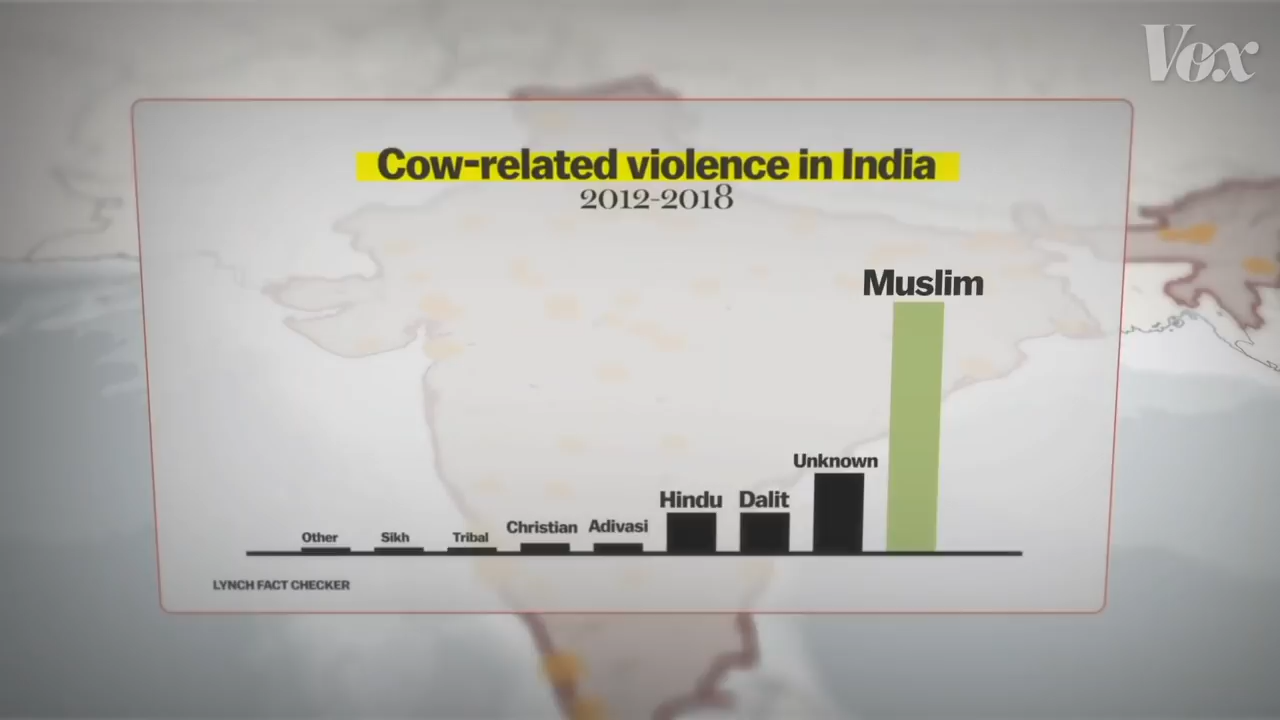 Vox
Cow-related violence in India
2012-2018
Muslim
Unknown
Hindu
Dalit
Christian
Adivasi
Other
Sikh
Tribal
LYNCH FACT CHECKER